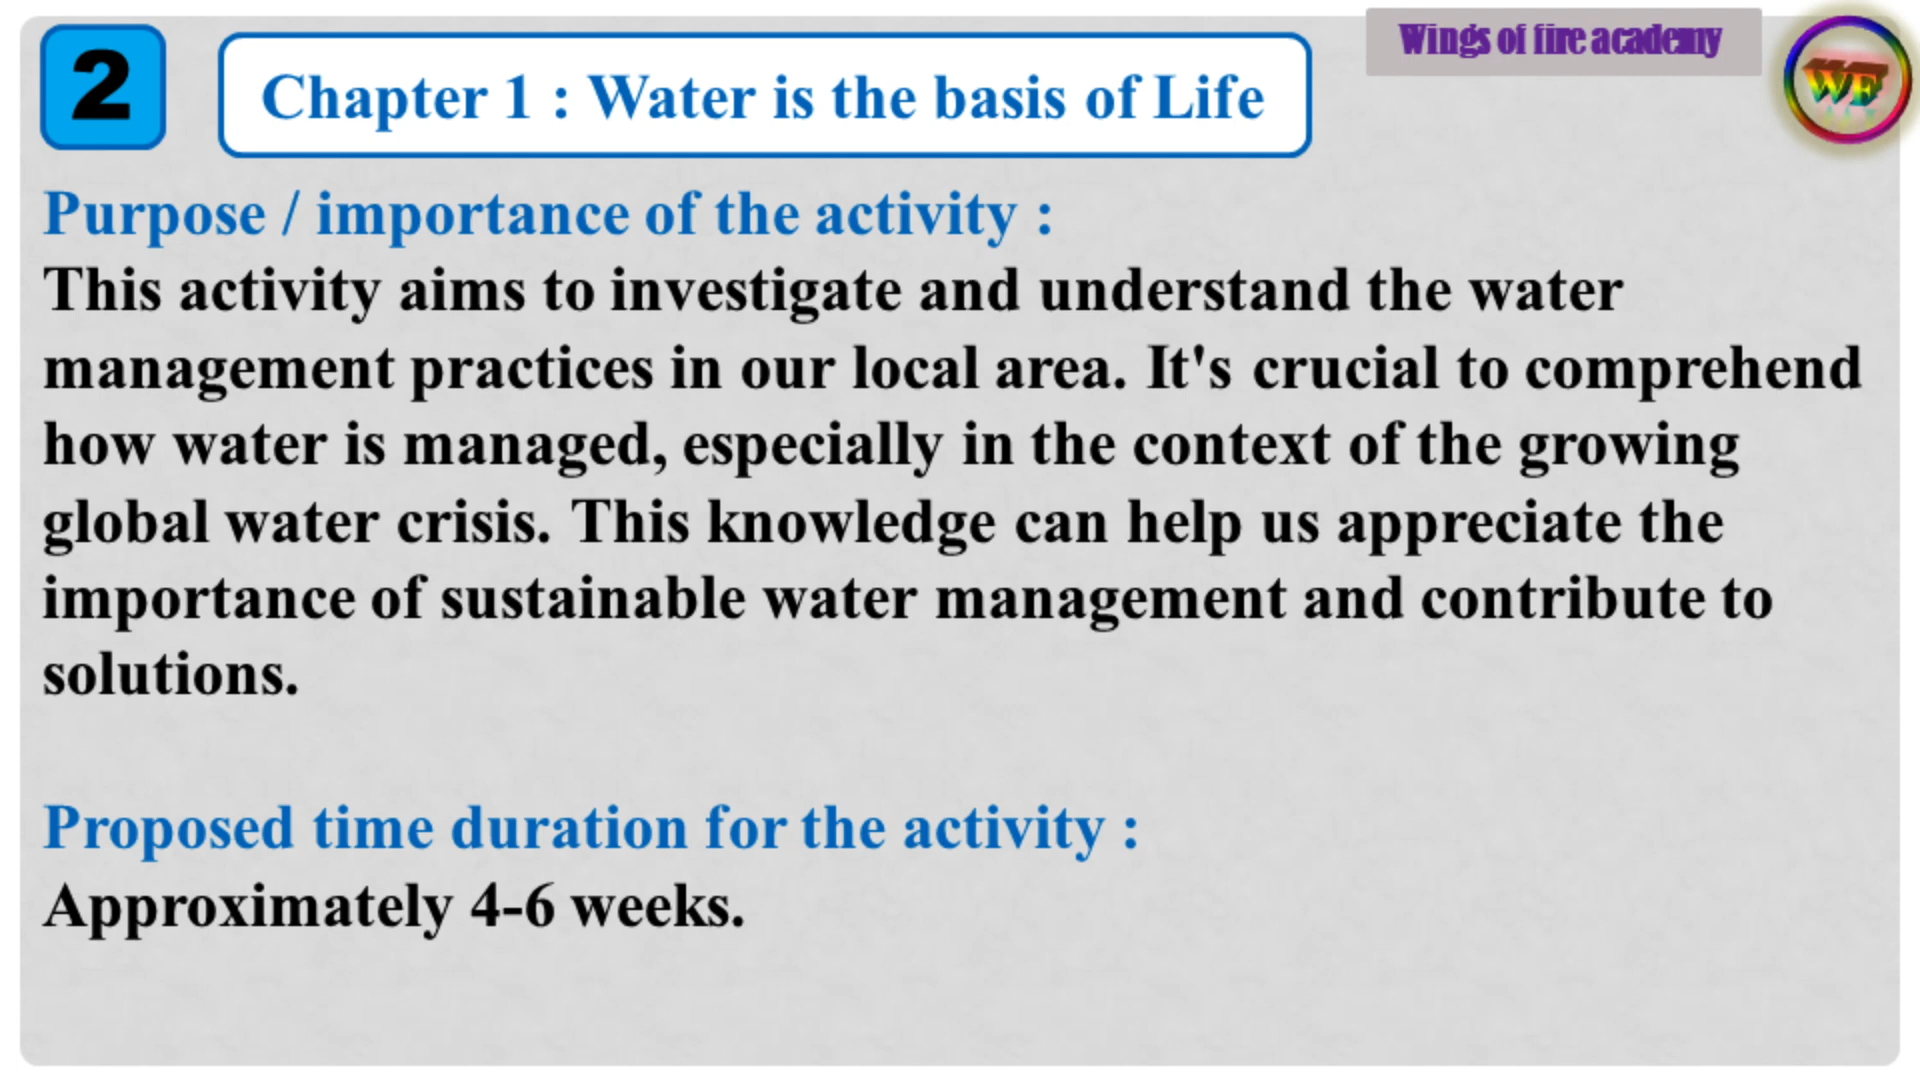 2
Chapter 1 : Water is the basis of Life
Wings of fire academy
WF
Purpose / importance of the activity :
This activity aims to investigate and understand the water
management practices in our local area. It's crucial to comprehend
how water is managed, especially in the context of the growing
global water crisis. This knowledge can help us appreciate the
importance of sustainable water management and contribute to
solutions.
Proposed time duration for the activity :
Approximately 4-6 weeks.